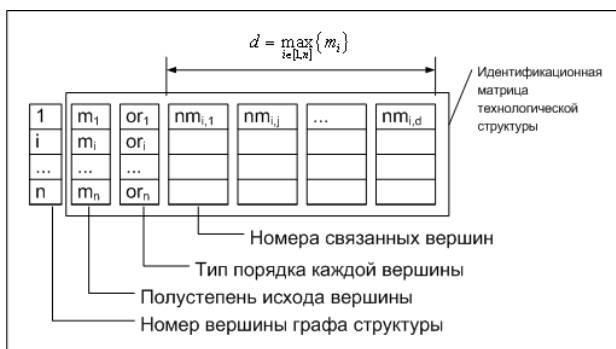 d = max{mᵢ}
i∈[1,n]
Идентификационная
матрица
технологической
структуры
1 m₁ or₁ nmᵢ,₁ nmᵢ,ⱼ ... nmᵢ,d
i mᵢ orᵢ
... ... ...
n mₙ orₙ
Номера связанных вершин
Тип порядка каждой вершины
Полустепень исхода вершины
Номер вершины графа структуры